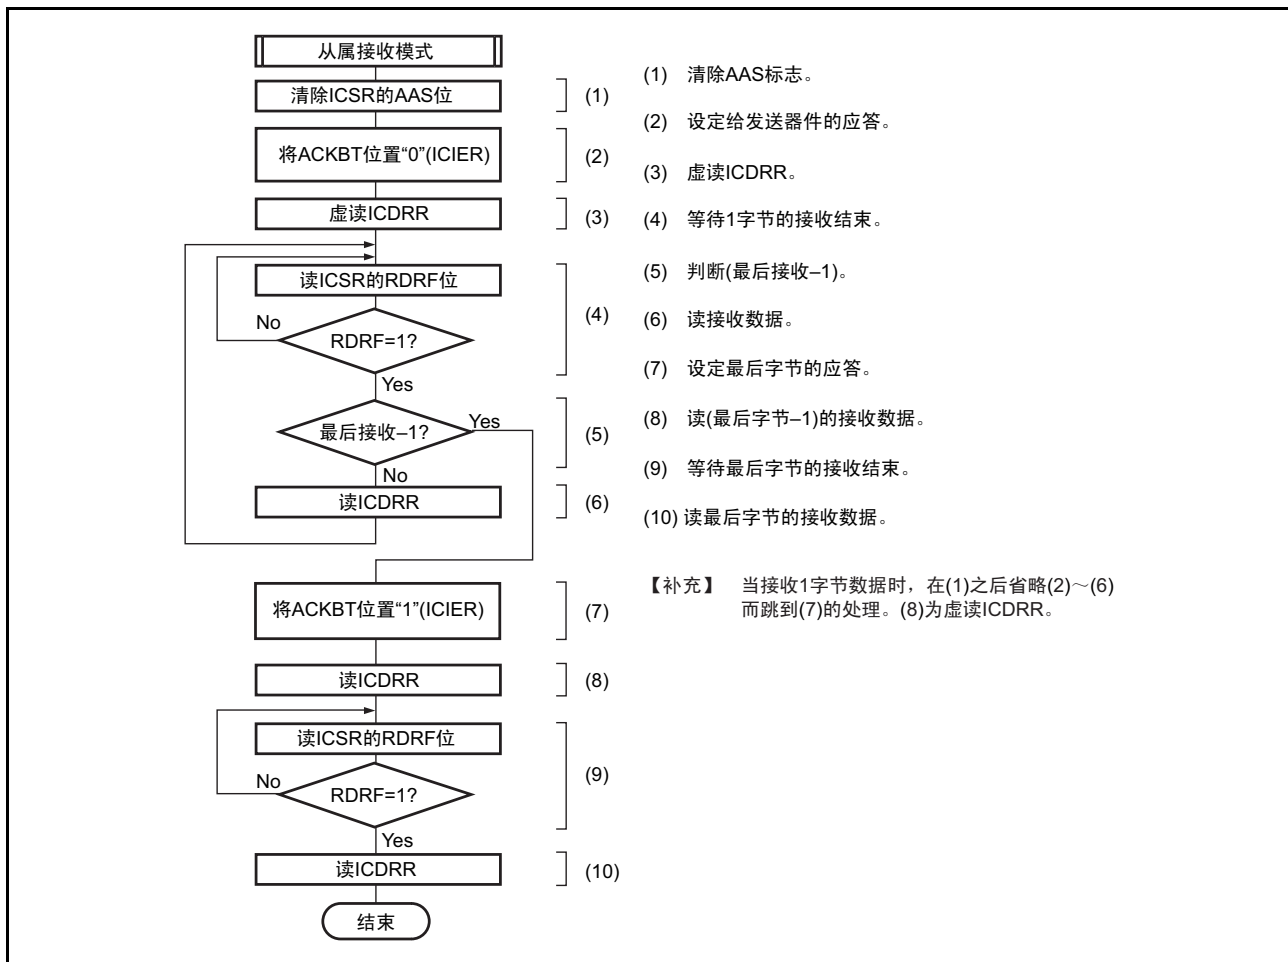 从属接收模式
清除ICSR的AAS位
(1)
将ACKBT位置“0”(ICIER)
(2)
虚读ICDRR
(3)
读ICSR的RDRF位
No
RDRF=1?
(4)
Yes
最后接收–1?
Yes
(5)
No
读ICDRR
(6)
将ACKBT位置“1”(ICIER)
(7)
读ICDRR
(8)
读ICSR的RDRF位
No
RDRF=1?
(9)
Yes
读ICDRR
(10)
结束
(1) 清除AAS标志。
(2) 设定给发送器件的应答。
(3) 虚读ICDRR。
(4) 等待1字节的接收结束。
(5) 判断(最后接收–1)。
(6) 读接收数据。
(7) 设定最后字节的应答。
(8) 读(最后字节–1)的接收数据。
(9) 等待最后字节的接收结束。
(10) 读最后字节的接收数据。
【补充】 当接收1字节数据时，在(1)之后省略(2)～(6)
而跳到(7)的处理。(8)为虚读ICDRR。